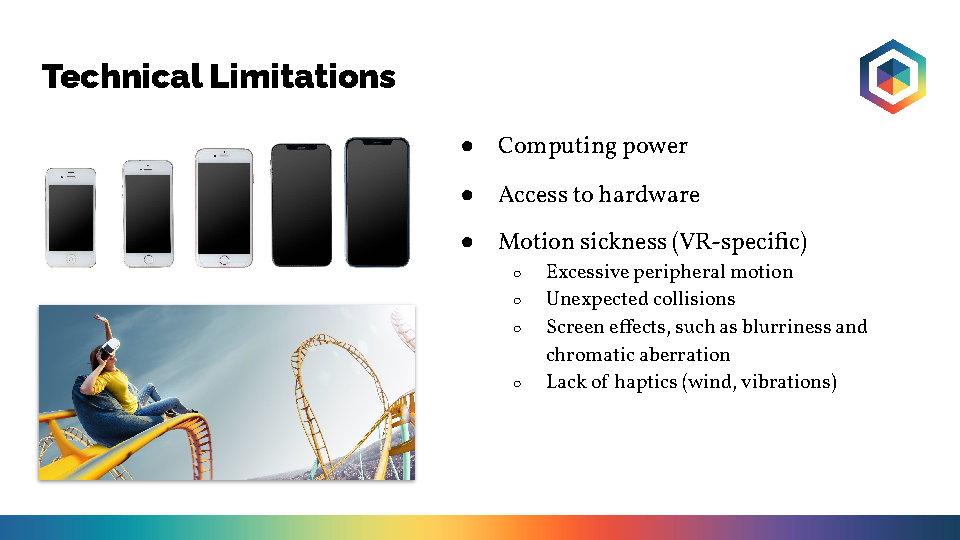 Technical Limitations
● Computing power
● Access to hardware
● Motion sickness (VR-specific)
○ Excessive peripheral motion
○ Unexpected collisions
○ Screen effects, such as blurriness and
chromatic aberration
○ Lack of haptics (wind, vibrations)